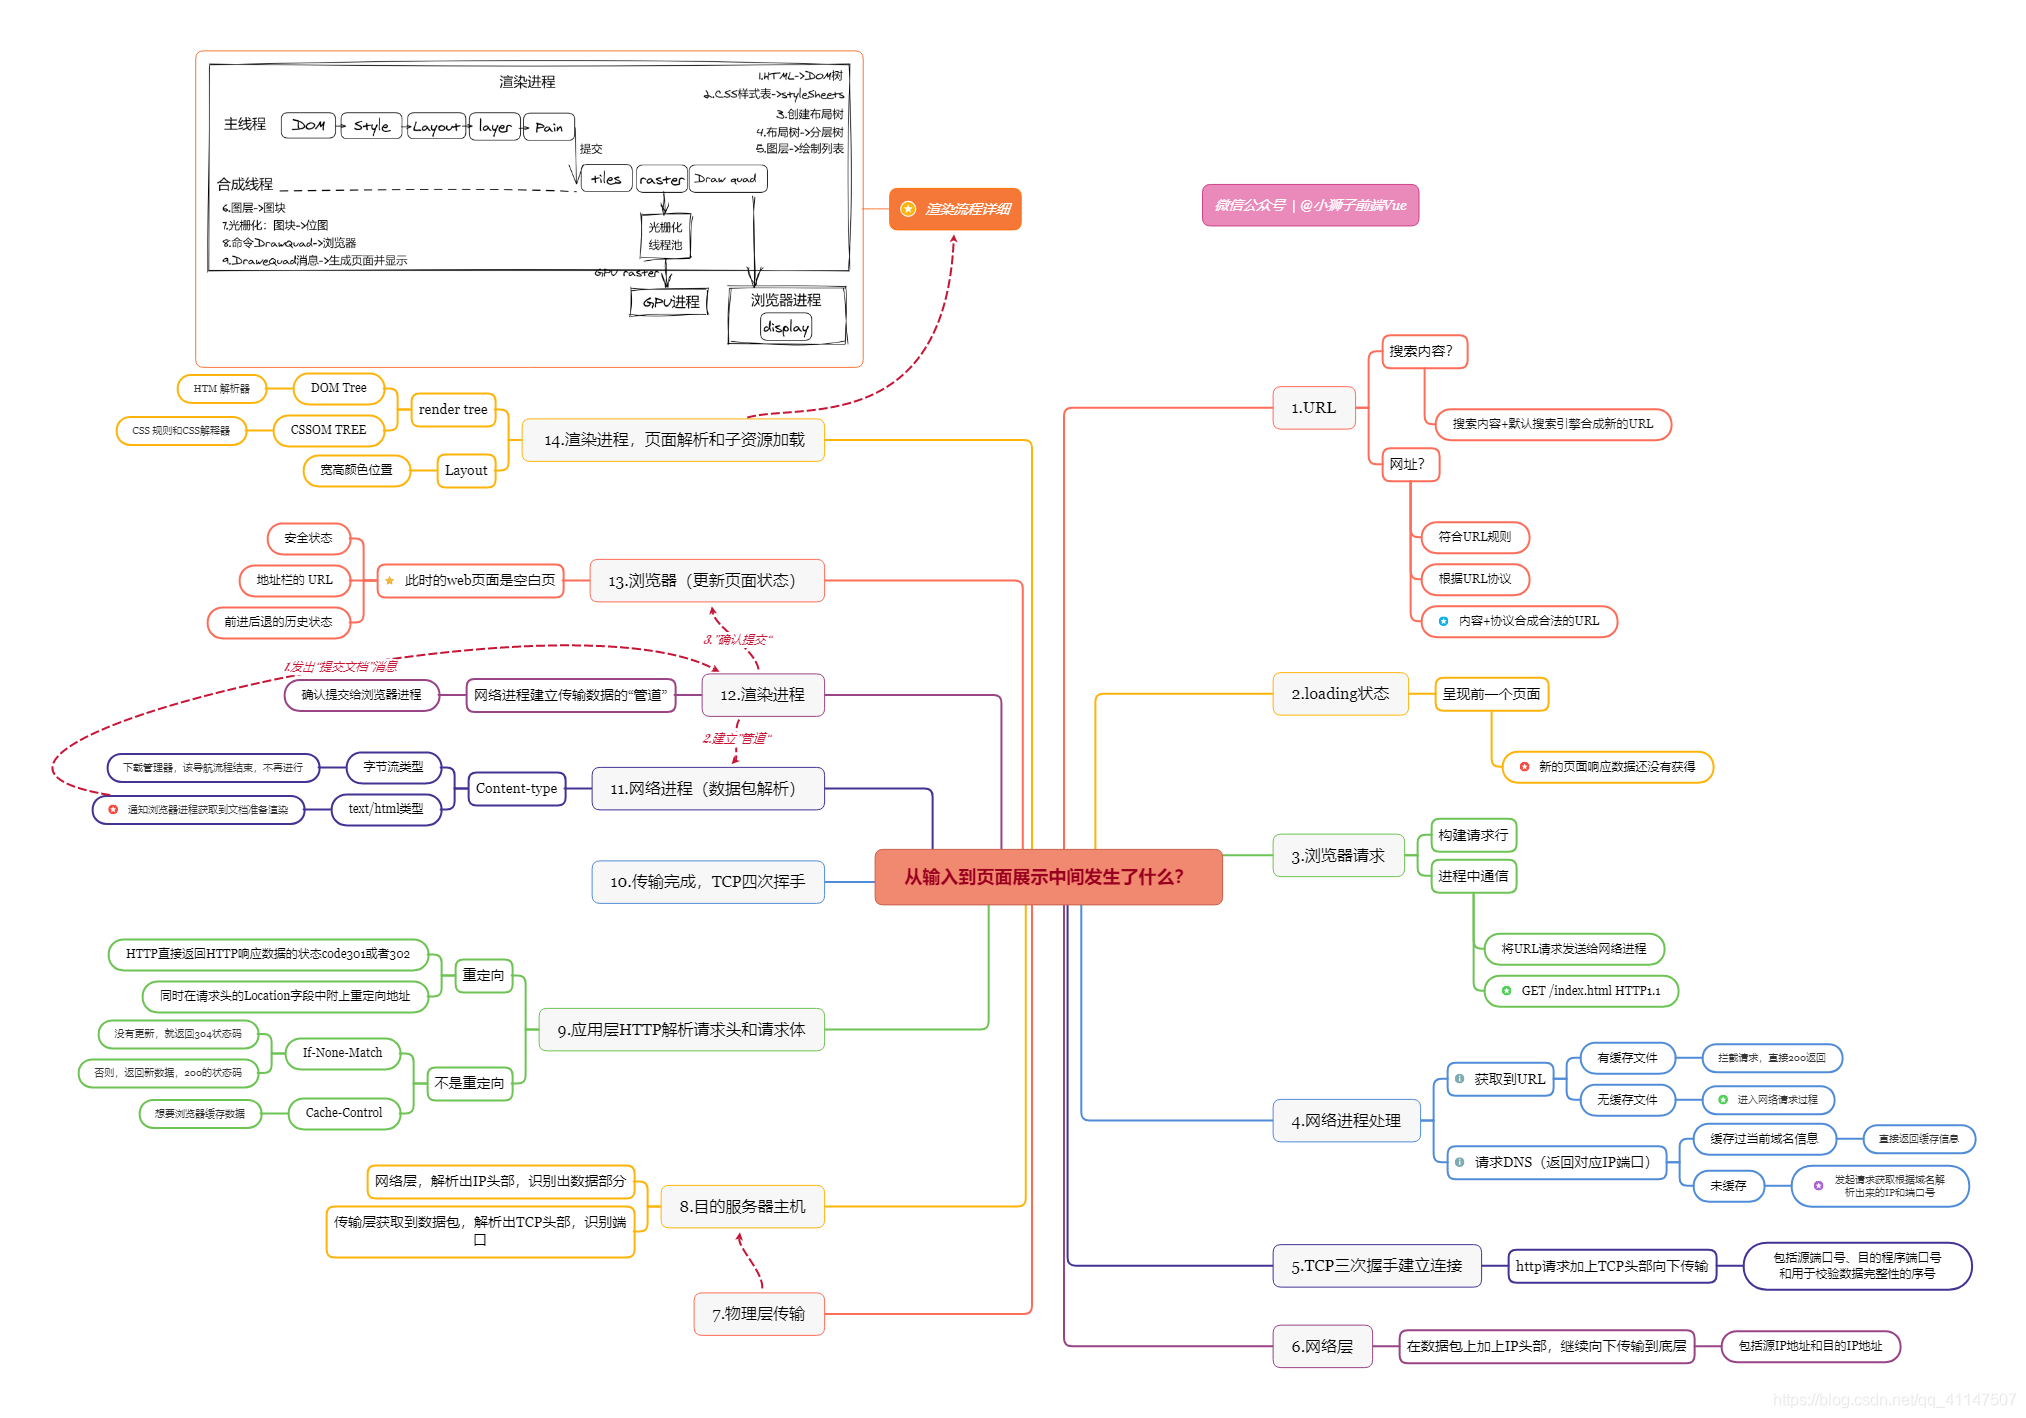 渲染进程
1.HTML->DOM树
2.CSS样式表->styleSheets
3.创建布局树
4.布局树->分层树
5.图层->绘制列表
主线程
DOM
Style
Layout
layer
Pain
提交
合成线程
tiles
raster
Draw quad
6.图层->图块
7.光栅化：图块->位图
8.命令DrawQuad->浏览器
9.DraweQuad消息->生成页面并显示
光栅化
线程池
GPU raster
GPU进程
浏览器进程
display
渲染流程详细
微信公众号 | @小狮子前端Vue
从输入到页面展示中间发生了什么？
1.URL
搜索内容？
搜索内容+默认搜索引擎合成新的URL
网址？
符合URL规则
根据URL协议
内容+协议合成合法的URL
2.loading状态
呈现前一个页面
新的页面响应数据还没有获得
3.浏览器请求
构建请求行
进程中通信
将URL请求发送给网络进程
GET /index.html HTTP1.1
4.网络进程处理
获取到URL
有缓存文件
拦截请求，直接200返回
无缓存文件
进入网络请求过程
请求DNS（返回对应IP端口）
缓存过当前域名信息
直接返回缓存信息
未缓存
发起请求获取根据域名解
析出来的IP和端口号
5.TCP三次握手建立连接
http请求加上TCP头部向下传输
包括源端口号、目的程序端口号
和用于校验数据完整性的序号
6.网络层
在数据包上加上IP头部，继续向下传输到底层
包括源IP地址和目的IP地址
7.物理层传输
8.目的服务器主机
网络层，解析出IP头部，识别出数据部分
传输层获取到数据包，解析出TCP头部，识别端
口
9.应用层HTTP解析请求头和请求体
重定向
HTTP直接返回HTTP响应数据的状态code301或者302
同时在请求头的Location字段中附上重定向地址
不是重定向
If-None-Match
没有更新，就返回304状态码
否则，返回新数据，200的状态码
Cache-Control
想要浏览器缓存数据
10.传输完成，TCP四次挥手
11.网络进程（数据包解析）
Content-type
字节流类型
下载管理器，该导航流程结束，不再进行
text/html类型
通知浏览器进程获取到文档准备渲染
1.发出“提交文档”消息
2.建立”管道“
3.”确认提交“
12.渲染进程
网络进程建立传输数据的“管道”
确认提交给浏览器进程
13.浏览器（更新页面状态）
此时的web页面是空白页
安全状态
地址栏的 URL
前进后退的历史状态
14.渲染进程，页面解析和子资源加载
render tree
DOM Tree
HTM 解析器
CSSOM TREE
CSS 规则和CSS解释器
Layout
宽高颜色位置
https://blog.csdn.net/qq_41147507